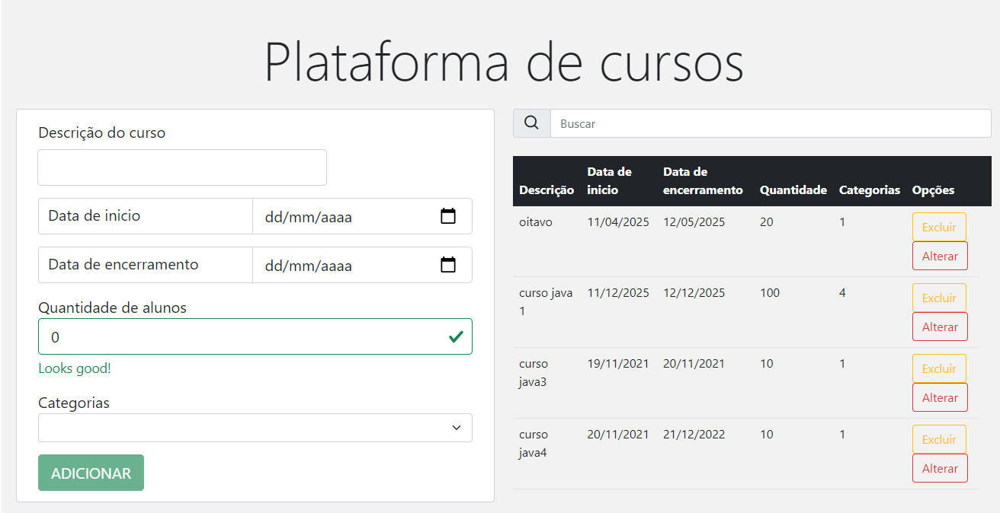 Plataforma de cursos
Descrição do curso
Data de inicio
dd/mm/aaaa
Data de encerramento
dd/mm/aaaa
Quantidade de alunos
0
Looks good!
Categorias
ADICIONAR
Buscar
Descrição Data de inicio Data de encerramento Quantidade Categorias Opções
oitavo 11/04/2025 12/05/2025 20 1 Excluir
Alterar
curso java 11/12/2025 12/12/2025 100 4 Excluir
1 Alterar
curso 19/11/2021 20/11/2021 10 1 Excluir
java3 Alterar
curso 20/11/2021 21/12/2022 10 1 Excluir
java4 Alterar